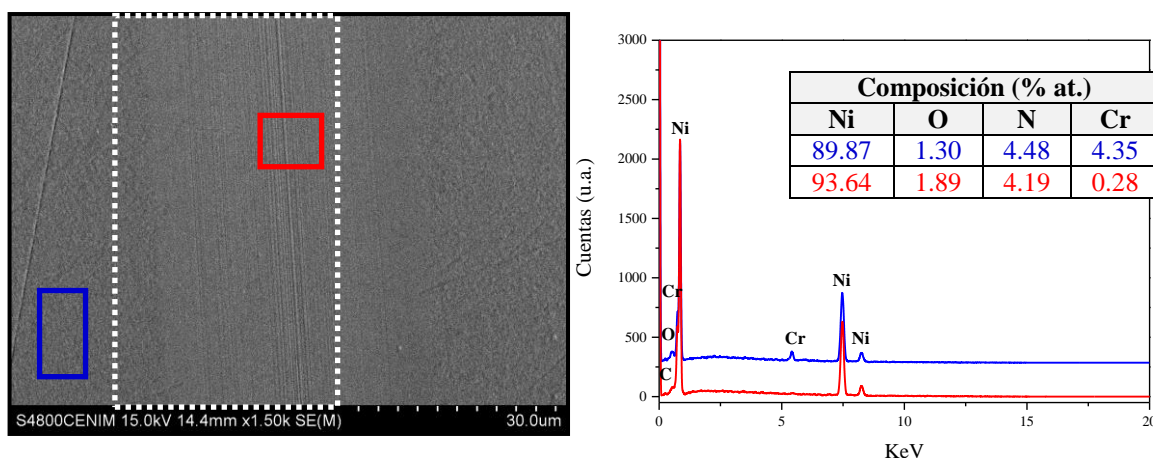 S4800CENIM 15.0kV 14.4mm x1.50k SE(M)
30.0um
Cuentas (u.a.)
3000
2500
2000
1500
1000
500
0
Composición (% at.)
Ni O N Cr
89.87 1.30 4.48 4.35
93.64 1.89 4.19 0.28
Ni
Cr
O
C
Cr
Ni
Ni
0 5 10 15 20
KeV